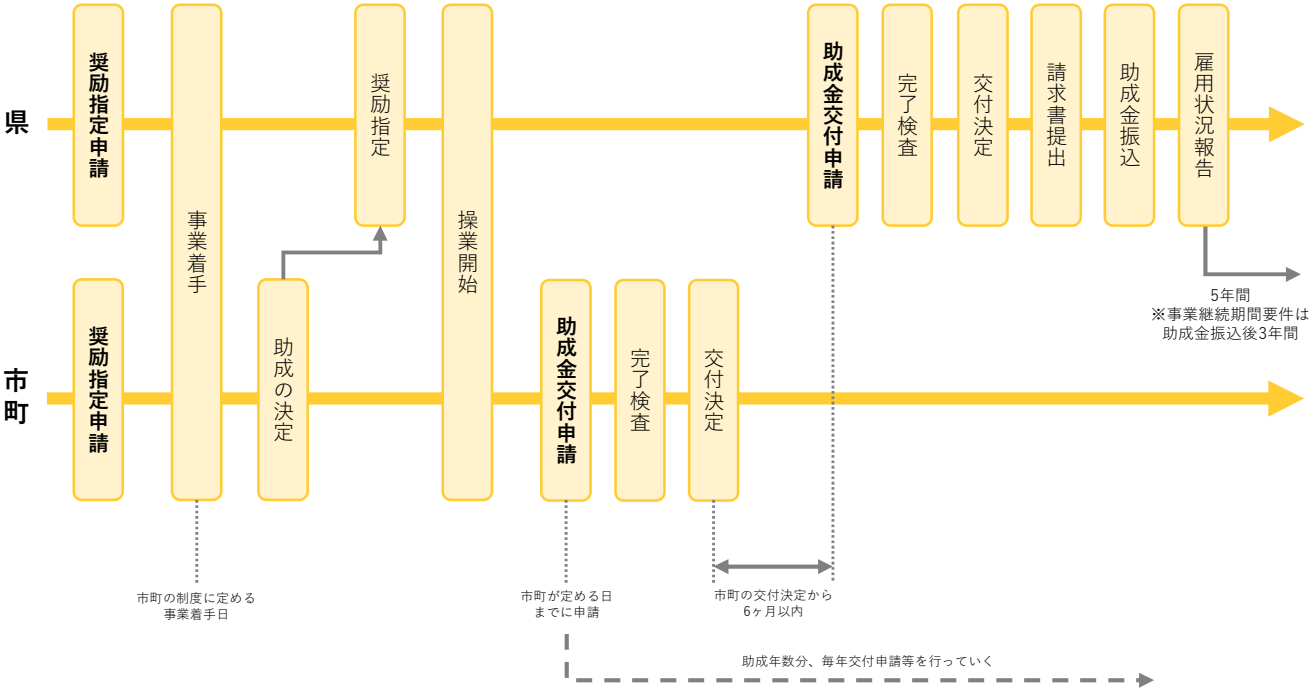 県
奨励指定申請
事業着手
奨励指定
操業開始
助成金交付申請
完了検査
交付決定
請求書提出
助成金振込
雇用状況報告
5年間
※事業継続期間要件は
助成金振込後3年間
市町
奨励指定申請
助成の決定
助成金交付申請
完了検査
交付決定
市町の制度に定める
事業着手日
市町が定める日
までに申請
市町の交付決定から
6ヶ月以内
助成年数分、毎年交付申請等を行っていく